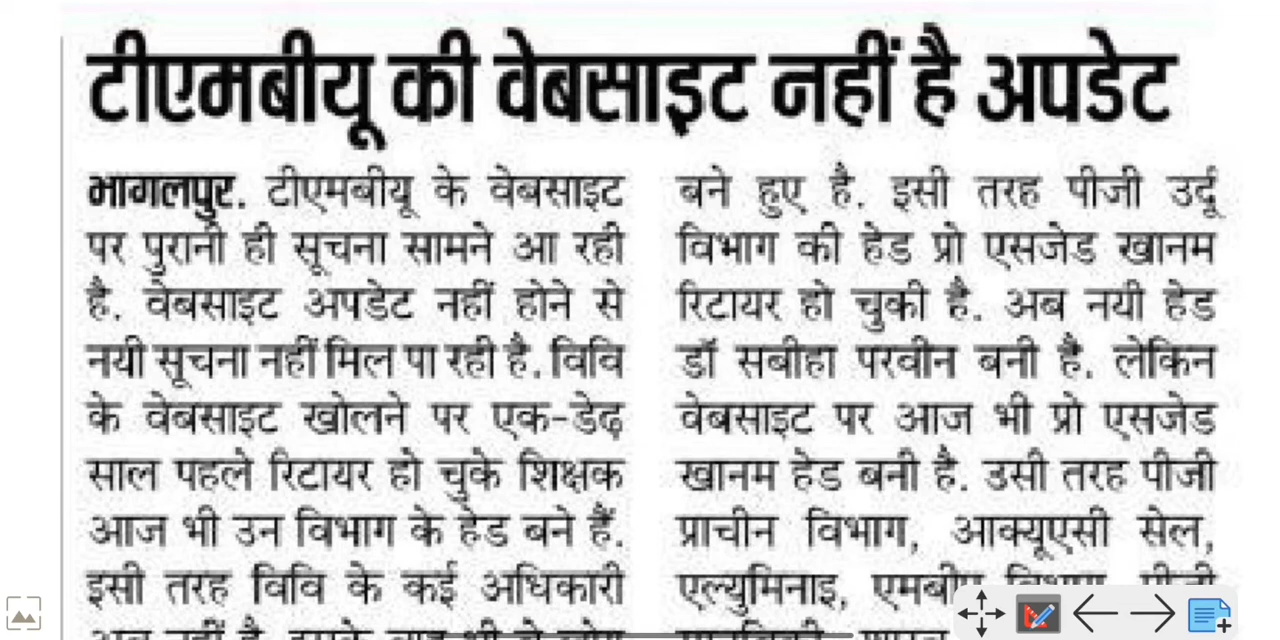 टीएमबीयू की वेबसाइट नहीं है अपडेट
भागलपुर. टीएमबीयू के वेबसाइट
पर पुरानी ही सूचना सामने आ रही
है. वेबसाइट अपडेट नहीं होने से
नयी सूचना नहीं मिल पा रही है. विवि
के वेबसाइट खोलने पर एक-डेढ़
साल पहले रिटायर हो चुके शिक्षक
आज भी उन विभाग के हेड बने हैं.
इसी तरह विवि के कई अधिकारी
बने हुए है. इसी तरह पीजी उर्दू
विभाग की हेड प्रो एसजेड खानम
रिटायर हो चुकी है. अब नयी हेड
डॉ सबीहा परवीन बनी है. लेकिन
वेबसाइट पर आज भी प्रो एसजेड
खानम हेड बनी है. उसी तरह पीजी
प्राचीन विभाग, आक्यूएसी सेल,
एल्युमिनाइ,